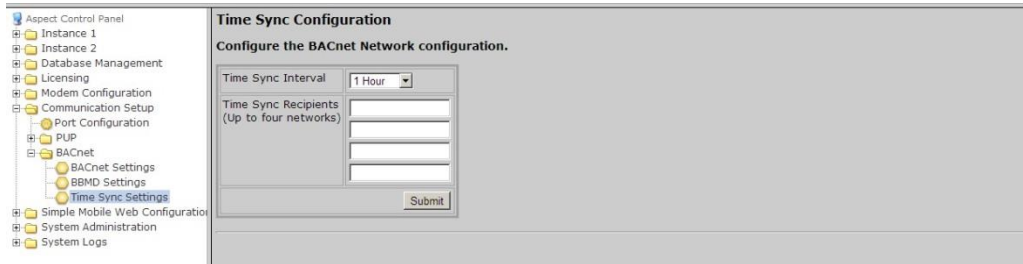 Aspect Control Panel
Instance 1
Instance 2
Database Management
Licensing
Modem Configuration
Communication Setup
Port Configuration
PUP
BACnet
BACnet Settings
BBMD Settings
Time Sync Settings
Simple Mobile Web Configuratio
System Administration
System Logs
Time Sync Configuration
Configure the BACnet Network configuration.
Time Sync Interval
1 Hour
Time Sync Recipients
(Up to four networks)
Submit